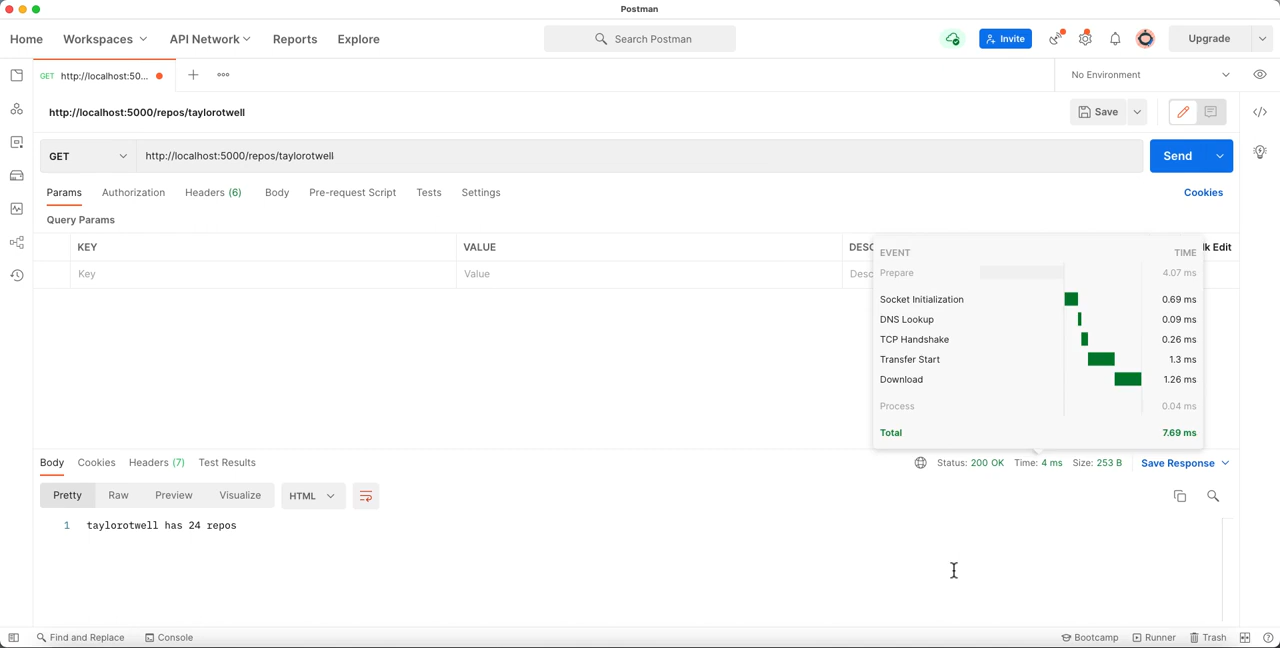 Postman
Home Workspaces API Network Reports Explore Search Postman Invite Upgrade
GET http://localhost:50... No Environment
http://localhost:5000/repos/taylorotwell Save
GET http://localhost:5000/repos/taylorotwell Send
Params Authorization Headers (6) Body Pre-request Script Tests Settings Cookies
Query Params
KEY VALUE DESC k Edit
Key Value Desc
EVENT TIME
Prepare 4.07 ms
Socket Initialization 0.69 ms
DNS Lookup 0.09 ms
TCP Handshake 0.26 ms
Transfer Start 1.3 ms
Download 1.26 ms
Process 0.04 ms
Total 7.69 ms
Body Cookies Headers (7) Test Results Status: 200 OK Time: 4 ms Size: 253 B Save Response
Pretty Raw Preview Visualize HTML
1 taylorotwell has 24 repos
Find and Replace Console Bootcamp Runner Trash